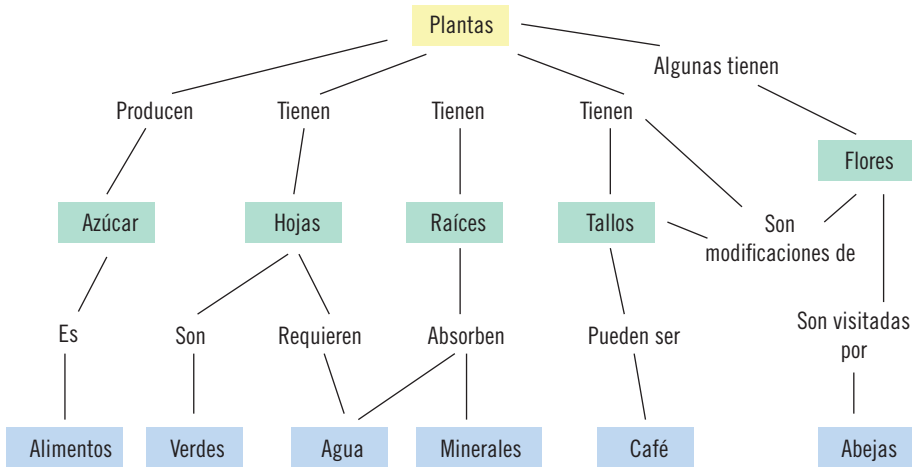 Plantas
Algunas tienen
Producen
Tienen
Tienen
Tienen
Flores
Azúcar
Hojas
Raíces
Tallos
Son
modificaciones de
Es
Son
Requieren
Absorben
Pueden ser
Son visitadas
por
Alimentos
Verdes
Agua
Minerales
Café
Abejas